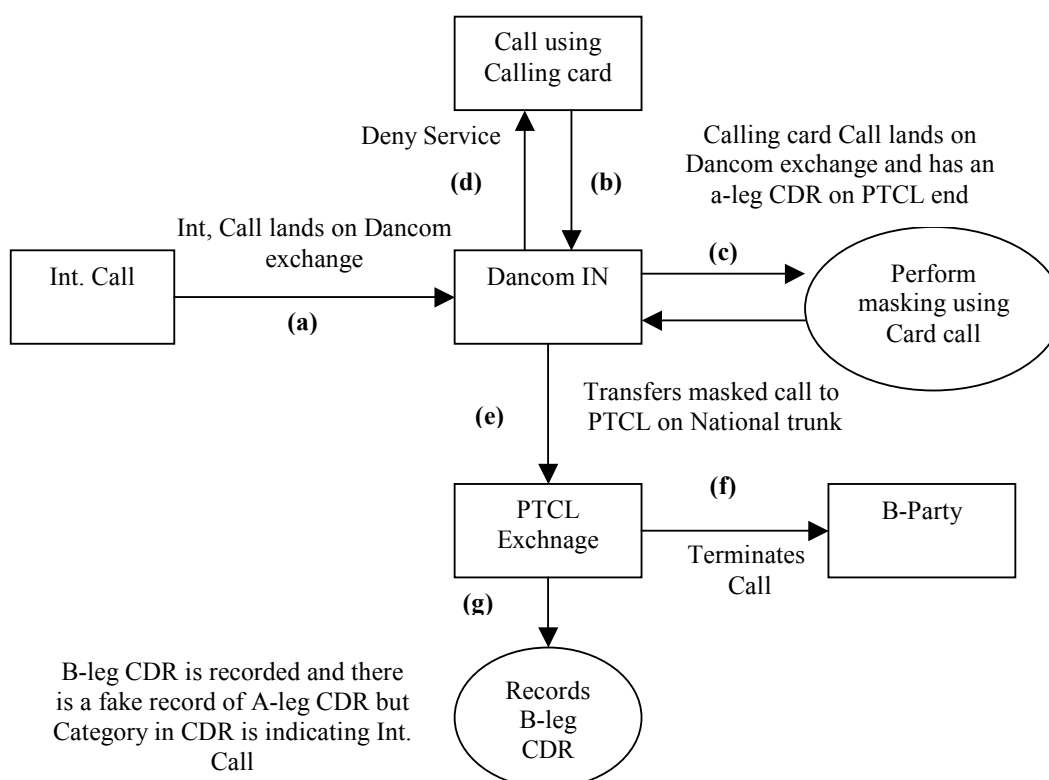 Call using
Calling card
Deny Service
(d)
(b)
Calling card Call lands on
Dancom exchange and has an
a-leg CDR on PTCL end
Int, Call lands on Dancom
exchange
(c)
Int. Call
(a)
Dancom IN
Perform
masking using
Card call
Transfers masked call to
PTCL on National trunk
(e)
(f)
PTCL
Exchnage
B-Party
Terminates
Call
(g)
B-leg CDR is recorded and there
is a fake record of A-leg CDR but
Category in CDR is indicating Int.
Call
Records
B-leg
CDR